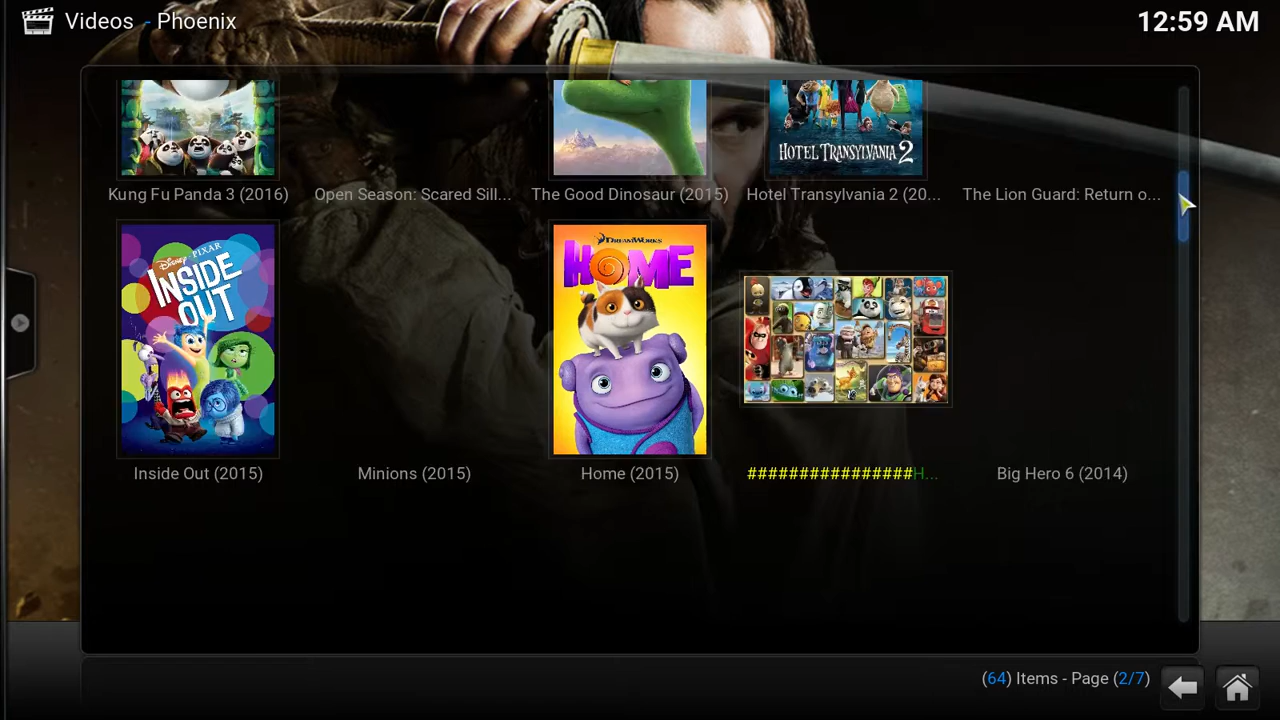 Videos - Phoenix
12:59 AM
HOTEL TRANSYLVANIA 2
Kung Fu Panda 3 (2016)
Open Season: Scared Sill...
The Good Dinosaur (2015)
Hotel Transylvania 2 (20...
The Lion Guard: Return o...
DISNEY · PIXAR
INSIDE OUT
DREAMWORKS
HOME
Inside Out (2015)
Minions (2015)
Home (2015)
###############H...
Big Hero 6 (2014)
(64) Items - Page (2/7)